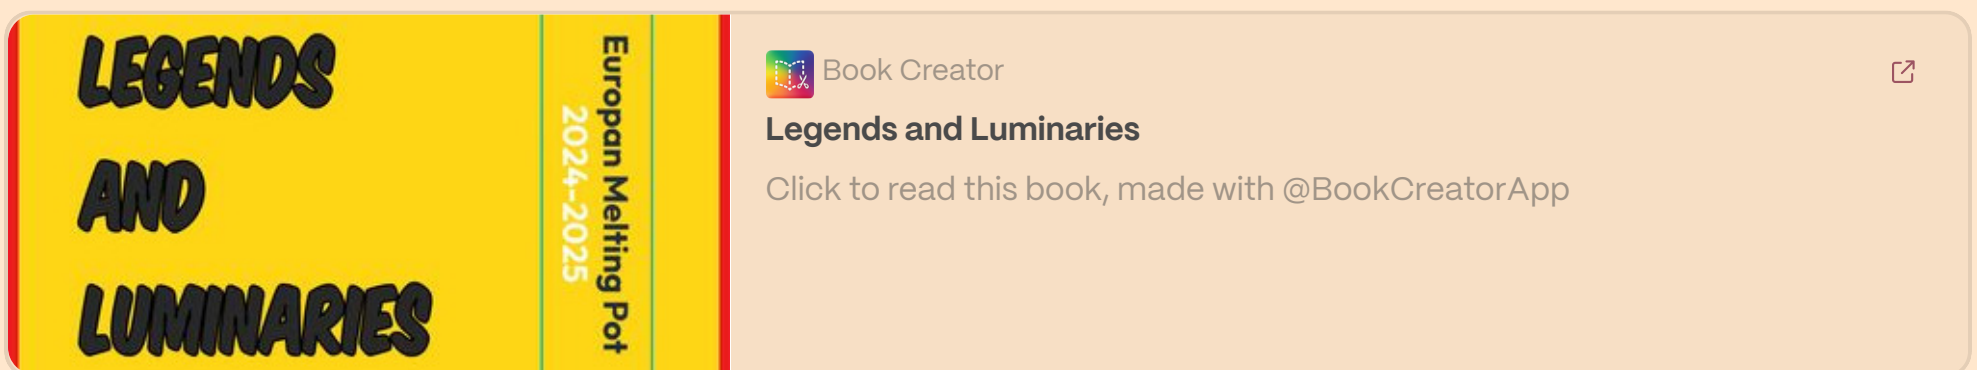 LEGENDS
AND
LUMINARIES
Europan Melting Pot
2024-2025
Book Creator
Legends and Luminaries
Click to read this book, made with @BookCreatorApp